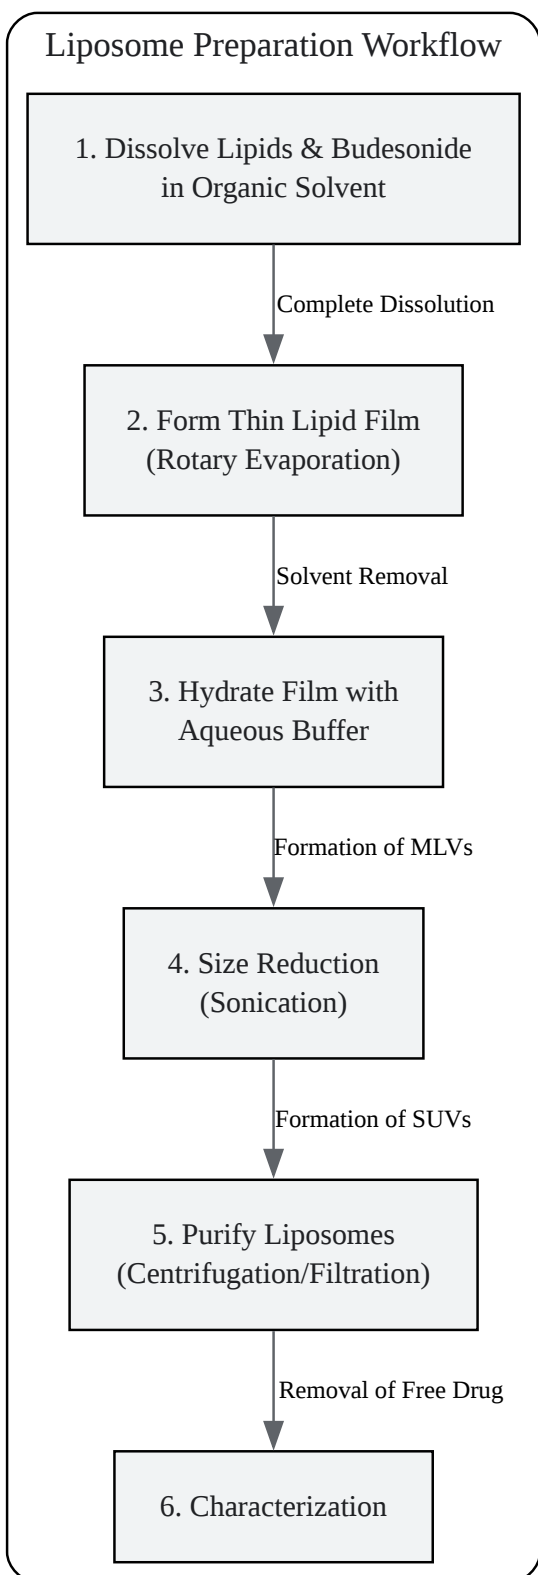 Liposome Preparation Workflow
1. Dissolve Lipids & Budesonide
in Organic Solvent
Complete Dissolution
2. Form Thin Lipid Film
(Rotary Evaporation)
Solvent Removal
3. Hydrate Film with
Aqueous Buffer
Formation of MLVs
4. Size Reduction
(Sonication)
Formation of SUVs
5. Purify Liposomes
(Centrifugation/Filtration)
Removal of Free Drug
6. Characterization